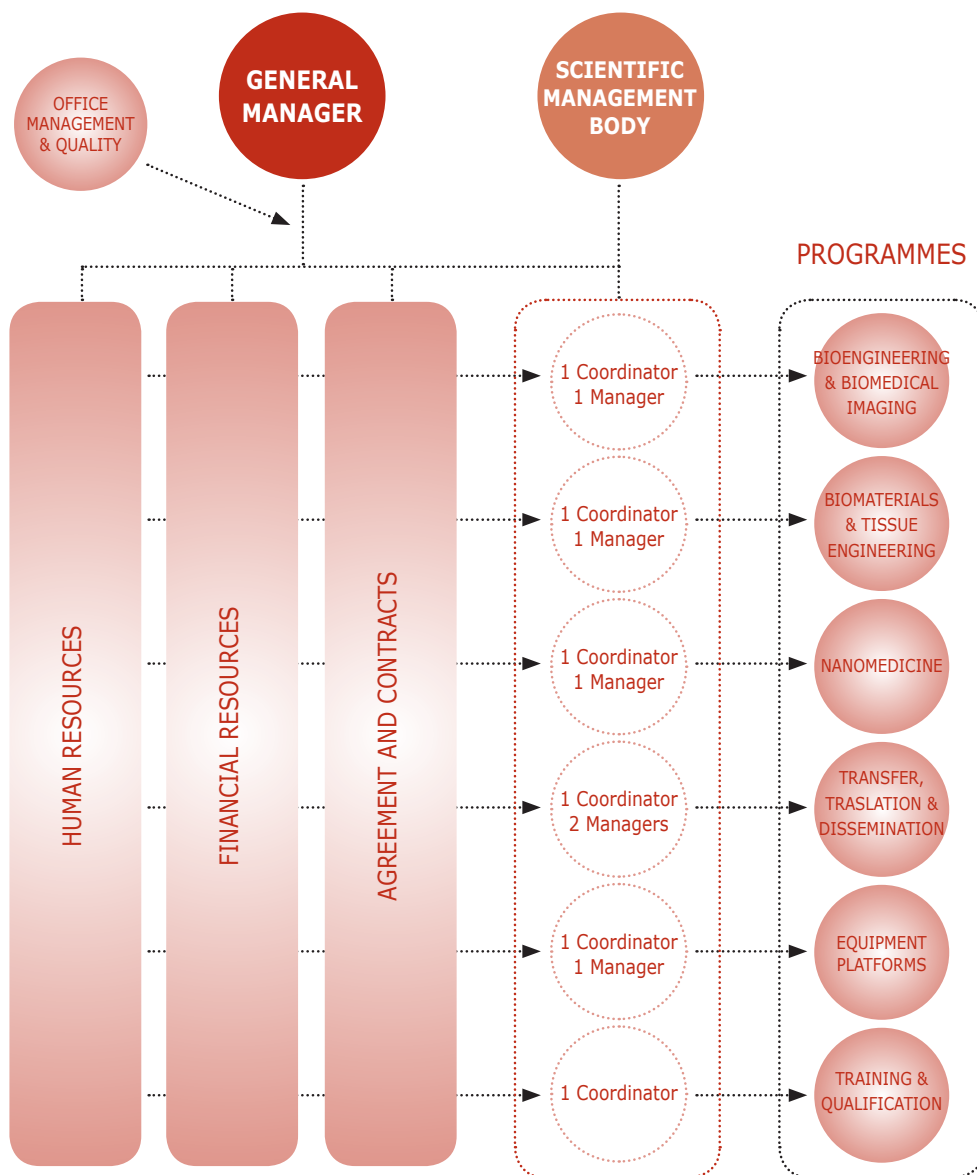 OFFICE
MANAGEMENT
& QUALITY
GENERAL
MANAGER
SCIENTIFIC
MANAGEMENT
BODY
PROGRAMMES
HUMAN RESOURCES
FINANCIAL RESOURCES
AGREEMENT AND CONTRACTS
1 Coordinator
1 Manager
BIOENGINEERING
& BIOMEDICAL
IMAGING
1 Coordinator
1 Manager
BIOMATERIALS
& TISSUE
ENGINEERING
1 Coordinator
1 Manager
NANOMEDICINE
1 Coordinator
2 Managers
TRANSFER,
TRASLATION &
DISSEMINATION
1 Coordinator
1 Manager
EQUIPMENT
PLATFORMS
1 Coordinator
TRAINING &
QUALIFICATION